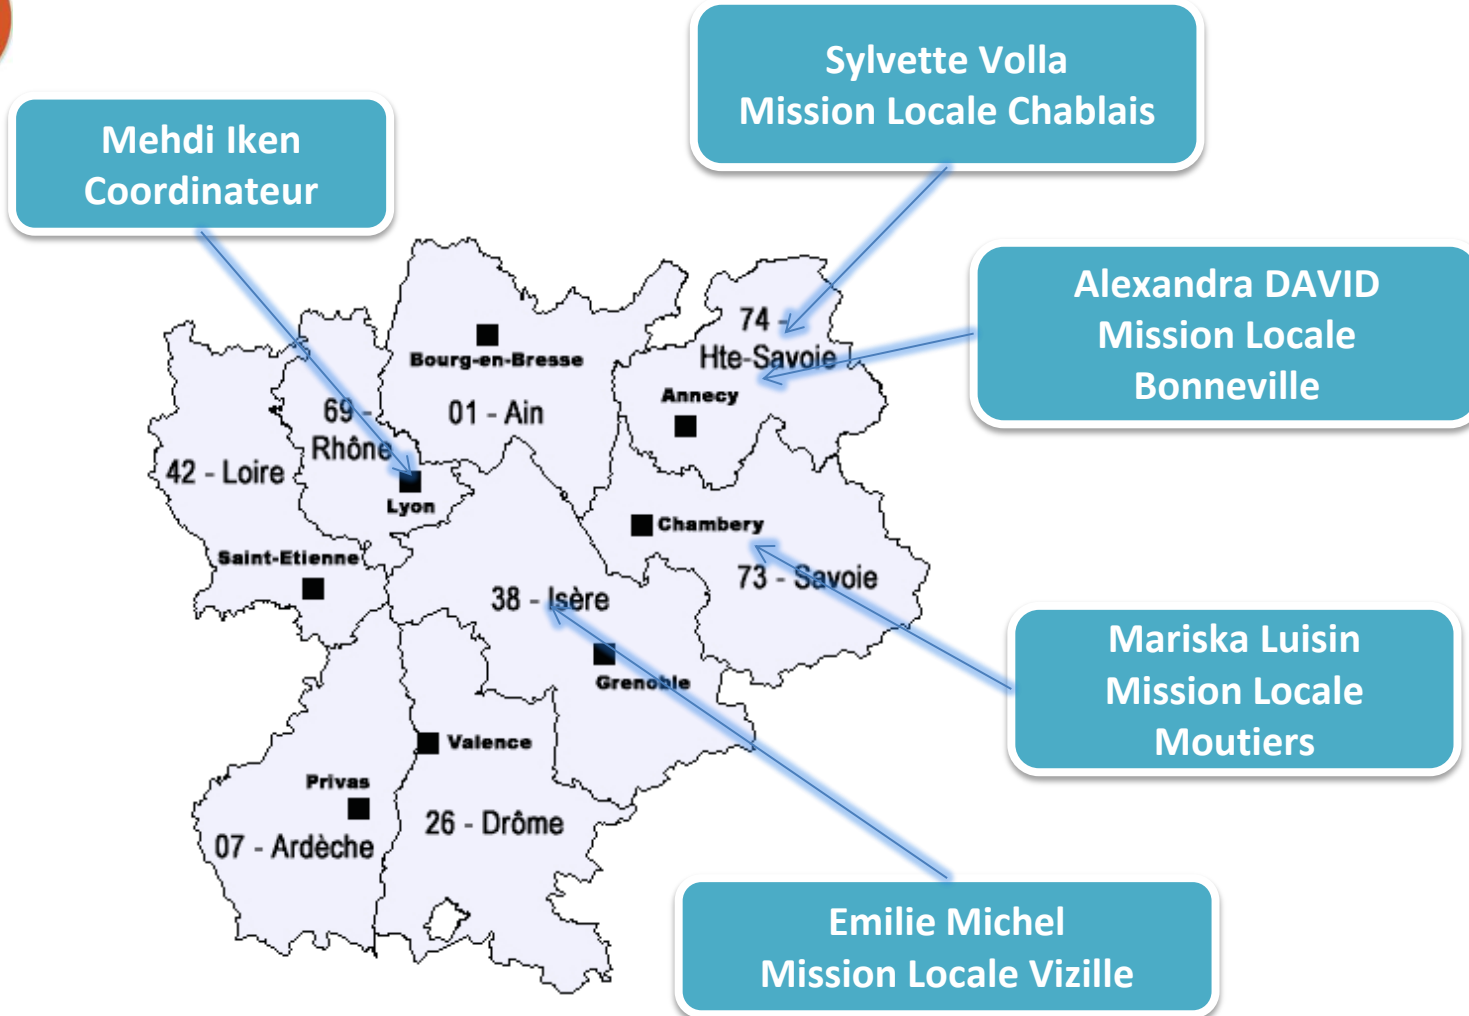 Sylvette Volla
Mission Locale Chablais
Mehdi Iken
Coordinateur
Alexandra DAVID
Mission Locale
Bonneville
74 -
Hte-Savoie
Bourg-en-Bresse
Annecy
69 -
Rhône
01 - Ain
42 - Loire
Lyon
Chambery
Saint-Etienne
73 - Savoie
38 - Isère
Mariska Luisin
Mission Locale
Moutiers
Grenoble
Valence
Privas
26 - Drôme
07 - Ardèche
Emilie Michel
Mission Locale Vizille